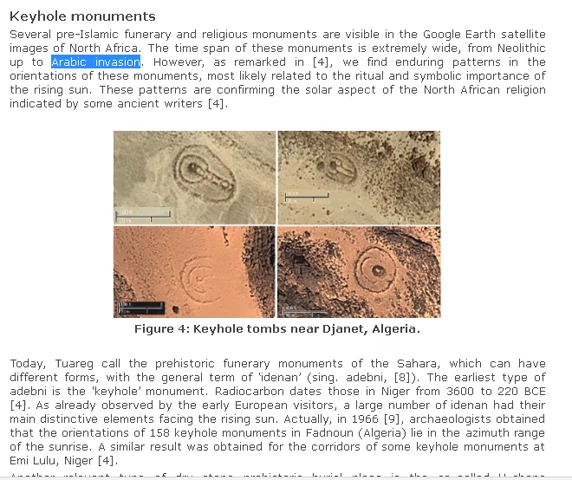 Keyhole monuments
Several pre-Islamic funerary and religious monuments are visible in the Google Earth satellite
images of North Africa. The time span of these monuments is extremely wide, from Neolithic
up to Arabic invasion. However, as remarked in [4], we find enduring patterns in the
orientations of these monuments, most likely related to the ritual and symbolic importance of
the rising sun. These patterns are confirming the solar aspect of the North African religion
indicated by some ancient writers [4].
Figure 4: Keyhole tombs near Djanet, Algeria.
Today, Tuareg call the prehistoric funerary monuments of the Sahara, which can have
different forms, with the general term of 'idenan' (sing. adebni, [8]). The earliest type of
adebni is the 'keyhole' monument. Radiocarbon dates those in Niger from 3600 to 220 BCE
[4]. As already observed by the early European visitors, a large number of idenan had their
main distinctive elements facing the rising sun. Actually, in 1966 [9], archaeologists obtained
that the orientations of 158 keyhole monuments in Fadnoun (Algeria) lie in the azimuth range
of the sunrise. A similar result was obtained for the corridors of some keyhole monuments at
Emi Lulu, Niger [4].